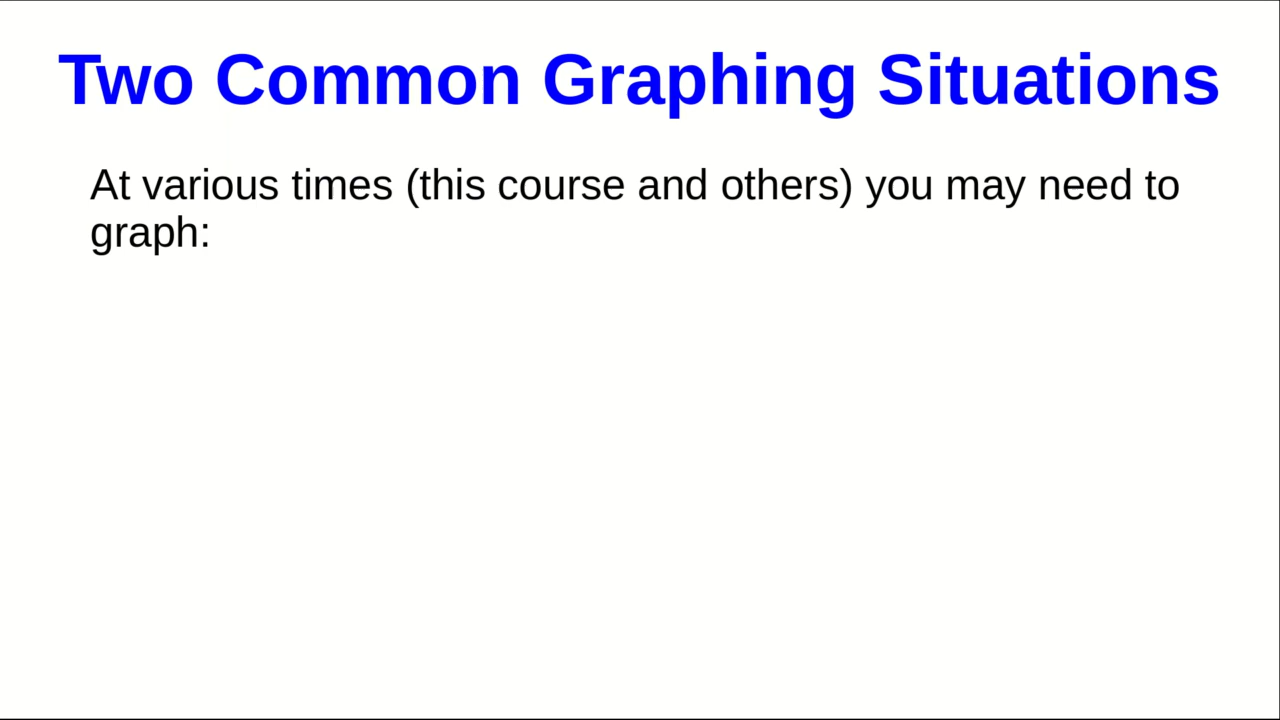 Two Common Graphing Situations
At various times (this course and others) you may need to
graph: